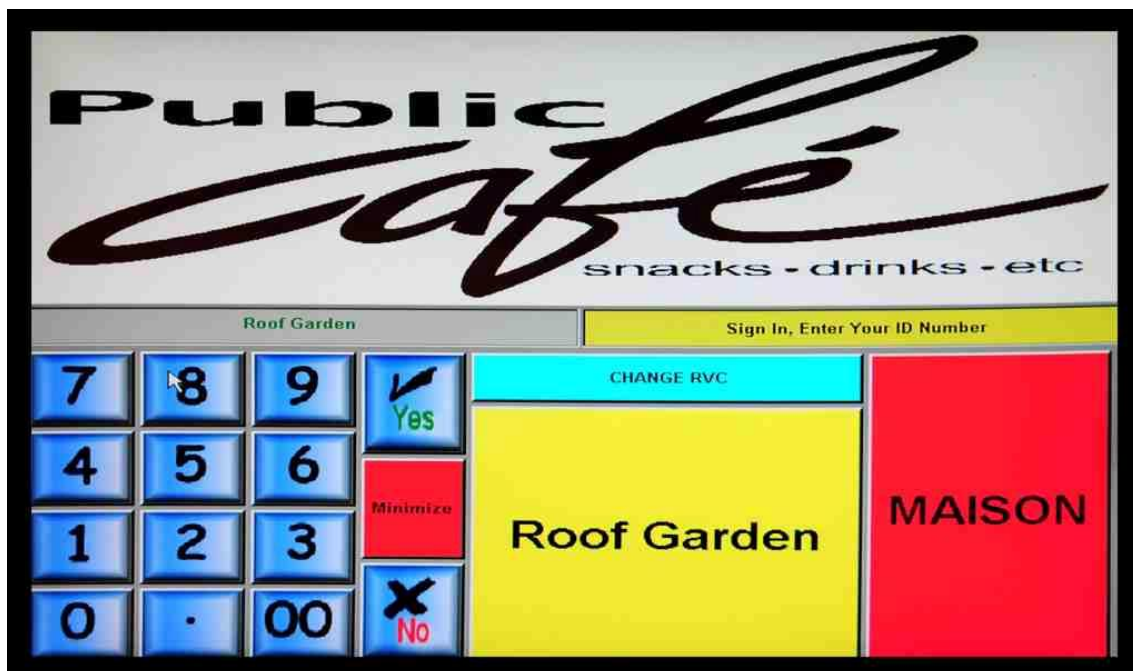 Public
café
snacks • drinks • etc
Roof Garden
Sign In, Enter Your ID Number
7 8 9 Yes
CHANGE RVC
4 5 6
Minimize
Roof Garden
MAISON
1 2 3
0 . 00 No